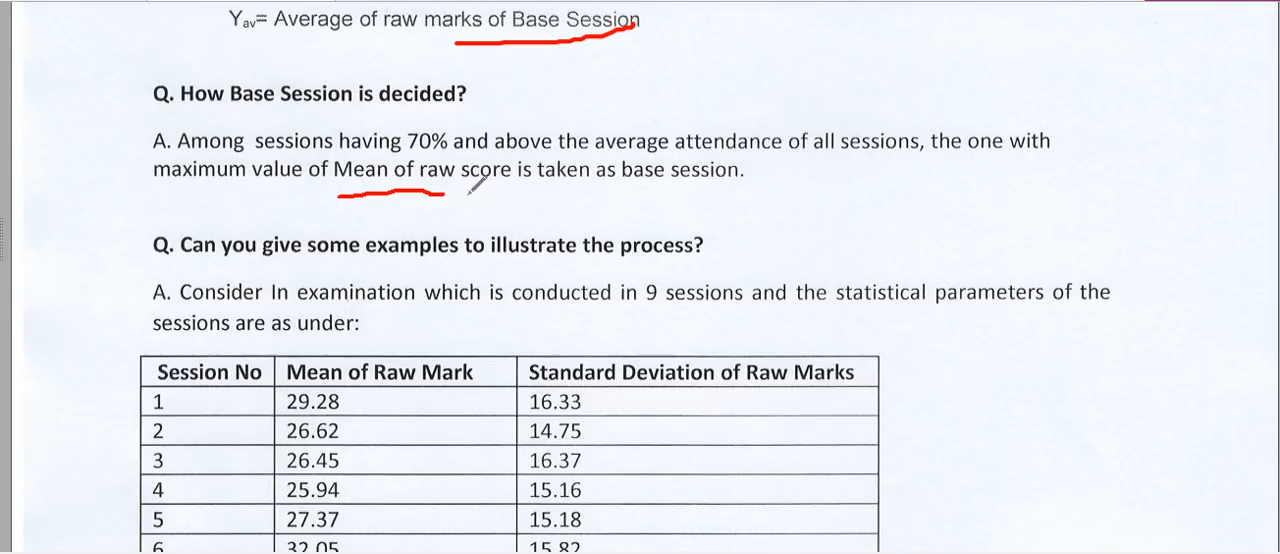 Yav= Average of raw marks of Base Session
Q. How Base Session is decided?
A. Among sessions having 70% and above the average attendance of all sessions, the one with
maximum value of Mean of raw score is taken as base session.
Q. Can you give some examples to illustrate the process?
A. Consider In examination which is conducted in 9 sessions and the statistical parameters of the
sessions are as under:
Session No Mean of Raw Mark Standard Deviation of Raw Marks
1 29.28 16.33
2 26.62 14.75
3 26.45 16.37
4 25.94 15.16
5 27.37 15.18
6 32.05 15.82